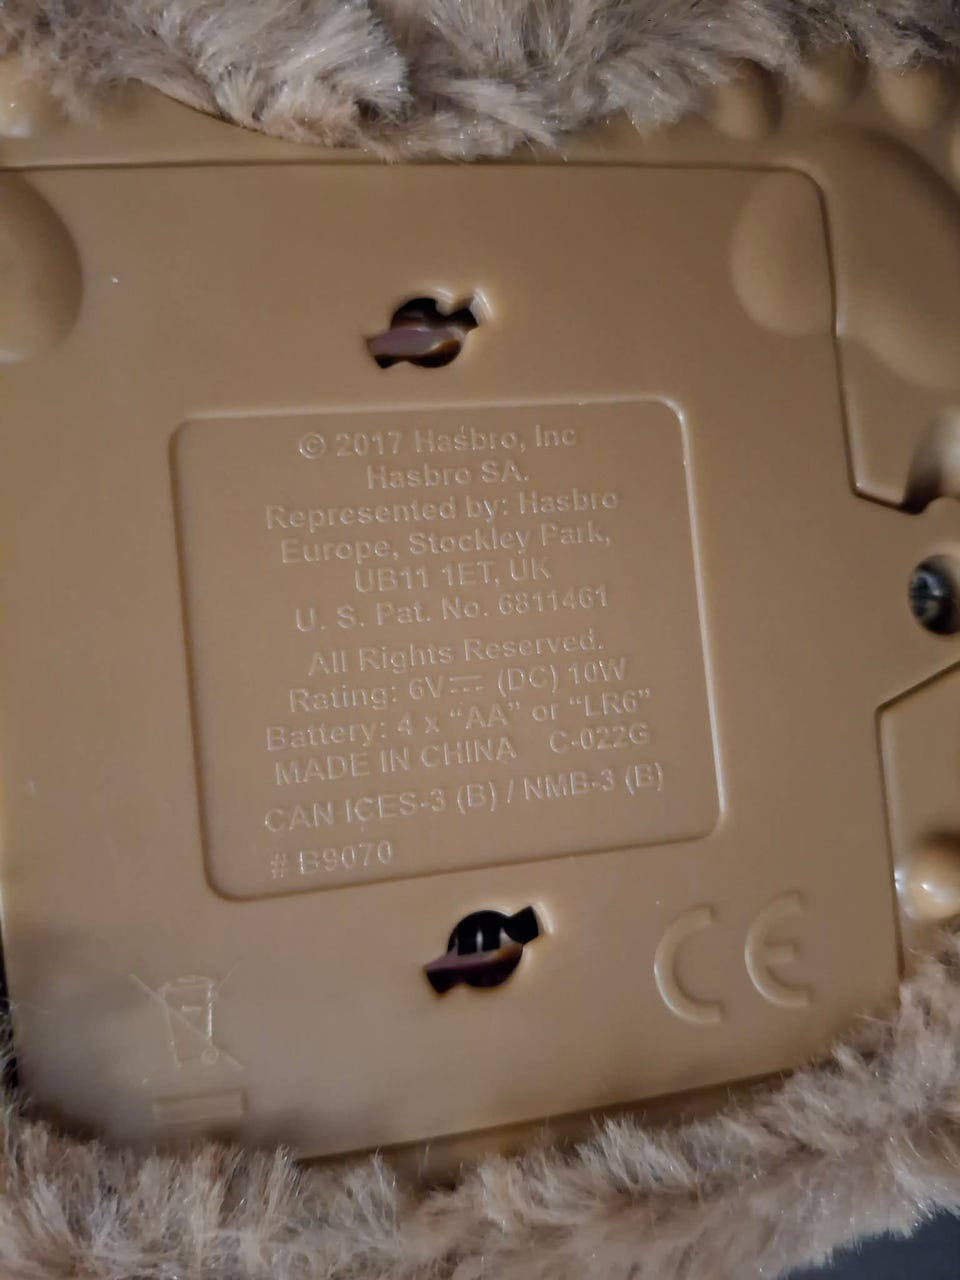 © 2017 Hasbro, Inc
Hasbro SA.
Represented by: Hasbro
Europe, Stockley Park,
UB11 1ET, UK
U. S. Pat. No. 6811461
All Rights Reserved.
Rating: 6V⎓ (DC) 10W
Battery: 4 x “AA” or “LR6”
MADE IN CHINA C-022G
CAN ICES-3 (B) / NMB-3 (B)
# B9070
CE